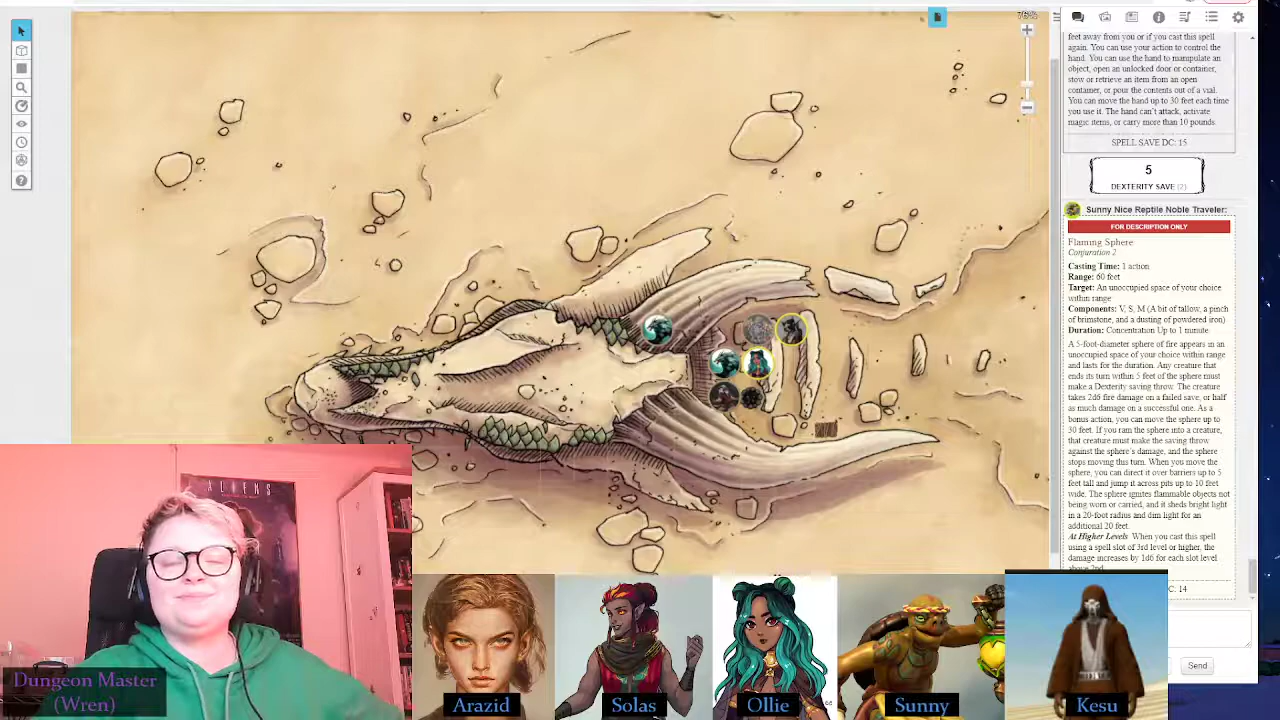 76%
feet away from you or if you cast this spell
again. You can use your action to control the
hand. You can use the hand to manipulate an
object, open an unlocked door or container,
stow or retrieve an item from an open
container, or pour the contents out of a vial.
You can move the hand up to 30 feet each time
you use it. The hand can't attack, activate
magic items, or carry more than 10 pounds.
SPELL SAVE DC: 15
5
DEXTERITY SAVE (2)
Sunny Nice Reptile Noble Traveler:
FOR DESCRIPTION ONLY
Flaming Sphere
Conjuration 2
Casting Time: 1 action
Range: 60 feet
Target: An unoccupied space of your choice
within range
Components: V, S, M (A bit of tallow, a pinch
of brimstone, and a dusting of powdered iron)
Duration: Concentration Up to 1 minute
A 5-foot-diameter sphere of fire appears in an
unoccupied space of your choice within range
and lasts for the duration. Any creature that
ends its turn within 5 feet of the sphere must
make a Dexterity saving throw. The creature
takes 2d6 fire damage on a failed save, or half
as much damage on a successful one. As a
bonus action, you can move the sphere up to
30 feet. If you ram the sphere into a creature,
that creature must make the saving throw
against the sphere's damage, and the sphere
stops moving this turn. When you move the
sphere, you can direct it over barriers up to 5
feet tall and jump it across pits up to 10 feet
wide. The sphere ignites flammable objects not
being worn or carried, and it sheds bright light
in a 20-foot radius and dim light for an
additional 20 feet.
At Higher Levels When you cast this spell
using a spell slot of 3rd level or higher, the
damage increases by 1d6 for each slot level
above 2nd.
C: 14
Send
ALIENS
Dungeon Master
(Wren)
Arazid
Solas
Ollie
Sunny
Kesu